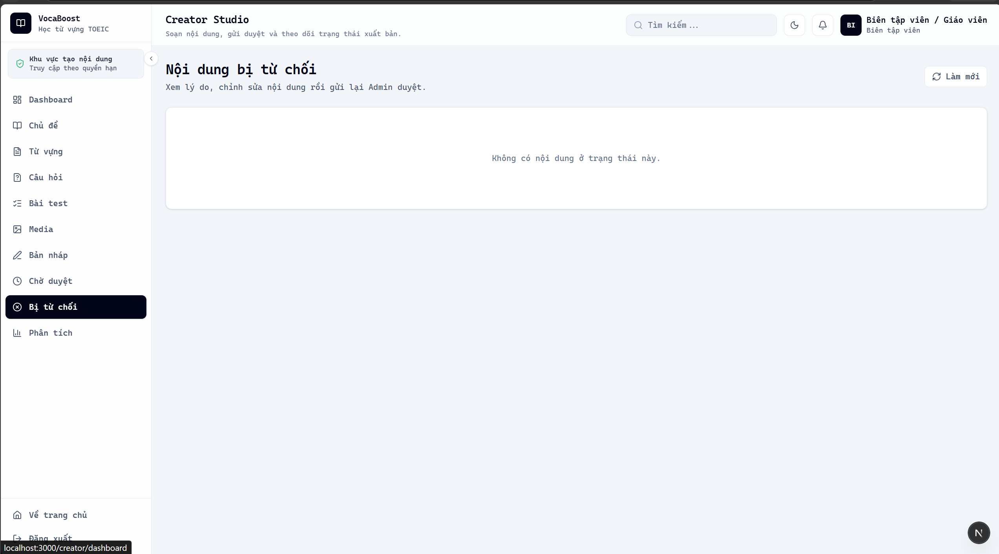 VocaBoost
Học từ vựng TOEIC
Khu vực tạo nội dung
Truy cập theo quyền hạn
Dashboard
Chủ đề
Từ vựng
Câu hỏi
Bài test
Media
Bản nháp
Chờ duyệt
Bị từ chối
Phân tích
Về trang chủ
Đăng xuất
localhost:3000/creator/dashboard
Creator Studio
Soạn nội dung, gửi duyệt và theo dõi trạng thái xuất bản.
Tìm kiếm...
BI
Biên tập viên / Giáo viên
Biên tập viên
Nội dung bị từ chối
Xem lý do, chỉnh sửa nội dung rồi gửi lại Admin duyệt.
Làm mới
Không có nội dung ở trạng thái này.
N